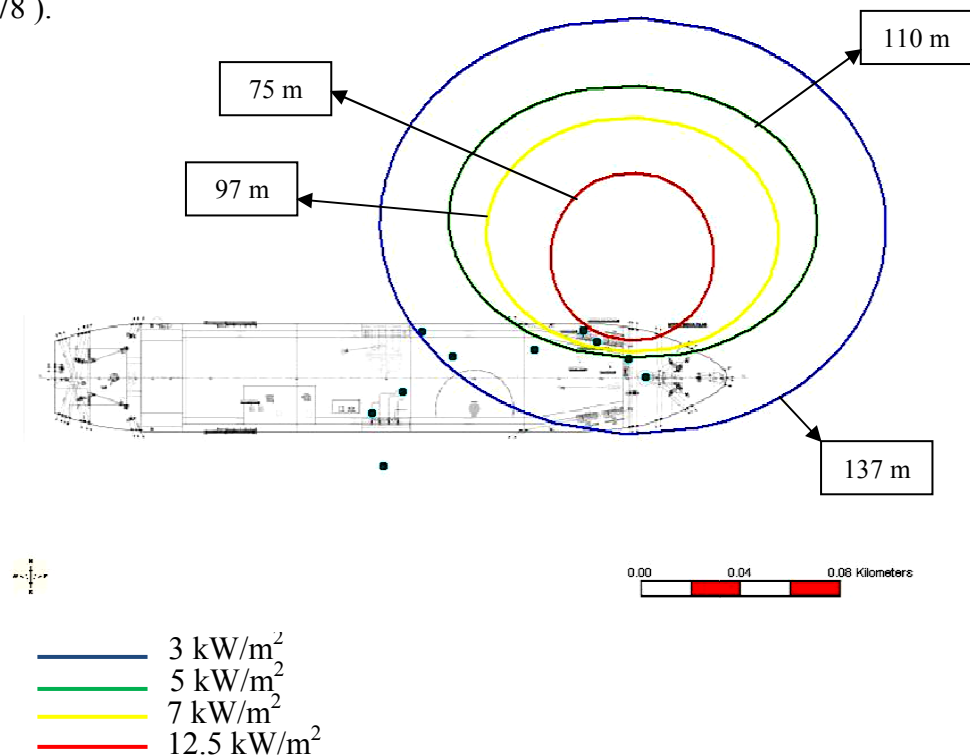 /8 ).
110 m
75 m
97 m
137 m
0.00 0.04 0.08 Kilometers
3 kW/m²
5 kW/m²
7 kW/m²
12.5 kW/m²